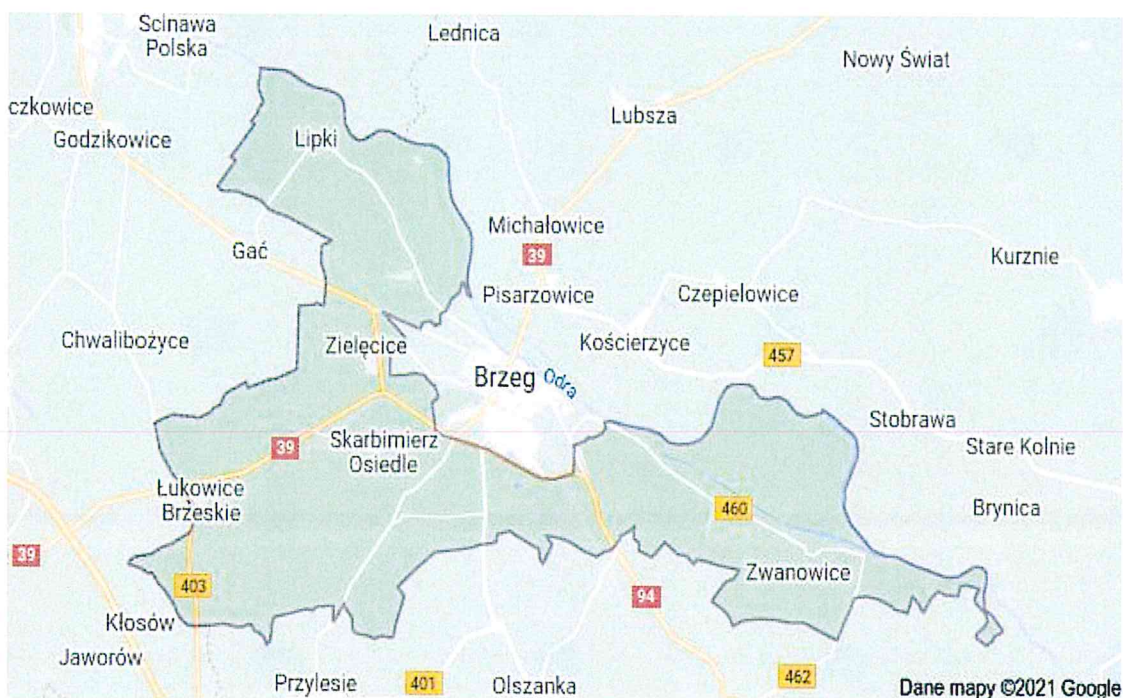 Scinawa
Polska
Lednica
Nowy Świat
czkowice
Godzikowice
Lubsza
Lipki
Michałowice
Gać
39
Kurznie
Pisarzowice
Czepielowice
Chwalibożyce
Zielęcice
Kościerzyce
457
Brzeg
Odra
Stobrawa
39
Skarbimierz
Osiedle
Stare Kolnie
Łukowice
Brzeskie
460
Brynica
39
403
Zwanowice
94
Kłosów
Jaworów
Przylesie
401
Olszanka
462
Dane mapy ©2021 Google